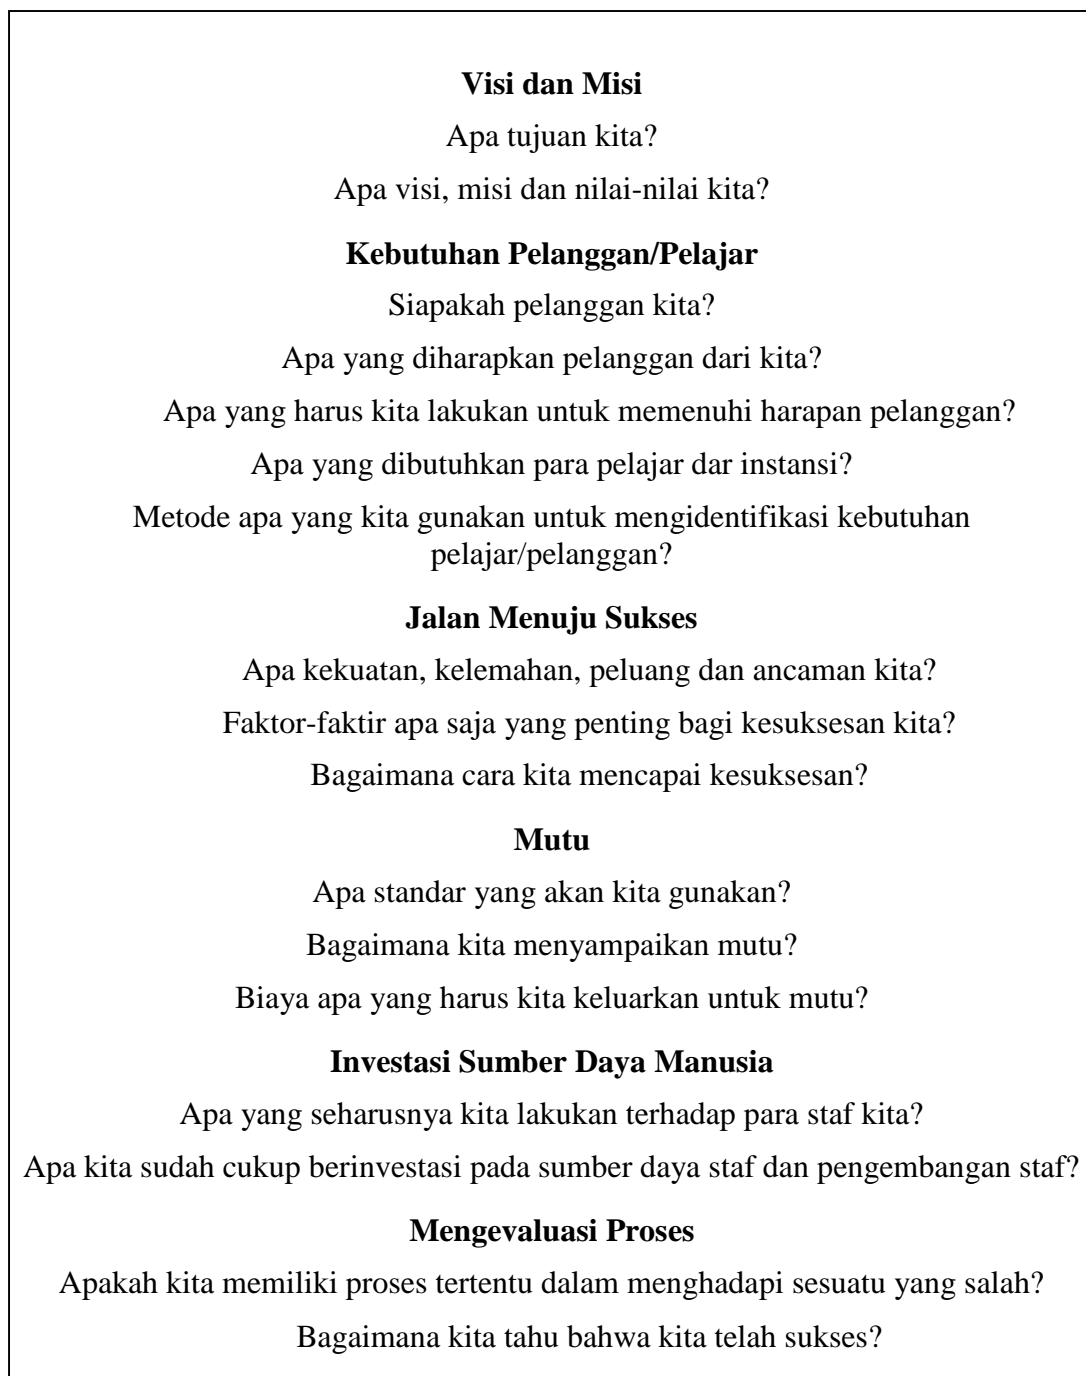 Visi dan Misi
Apa tujuan kita?
Apa visi, misi dan nilai-nilai kita?
Kebutuhan Pelanggan/Pelajar
Siapakah pelanggan kita?
Apa yang diharapkan pelanggan dari kita?
Apa yang harus kita lakukan untuk memenuhi harapan pelanggan?
Apa yang dibutuhkan para pelajar dar instansi?
Metode apa yang kita gunakan untuk mengidentifikasi kebutuhan
pelajar/pelanggan?
Jalan Menuju Sukses
Apa kekuatan, kelemahan, peluang dan ancaman kita?
Faktor-faktir apa saja yang penting bagi kesuksesan kita?
Bagaimana cara kita mencapai kesuksesan?
Mutu
Apa standar yang akan kita gunakan?
Bagaimana kita menyampaikan mutu?
Biaya apa yang harus kita keluarkan untuk mutu?
Investasi Sumber Daya Manusia
Apa yang seharusnya kita lakukan terhadap para staf kita?
Apa kita sudah cukup berinvestasi pada sumber daya staf dan pengembangan staf?
Mengevaluasi Proses
Apakah kita memiliki proses tertentu dalam menghadapi sesuatu yang salah?
Bagaimana kita tahu bahwa kita telah sukses?